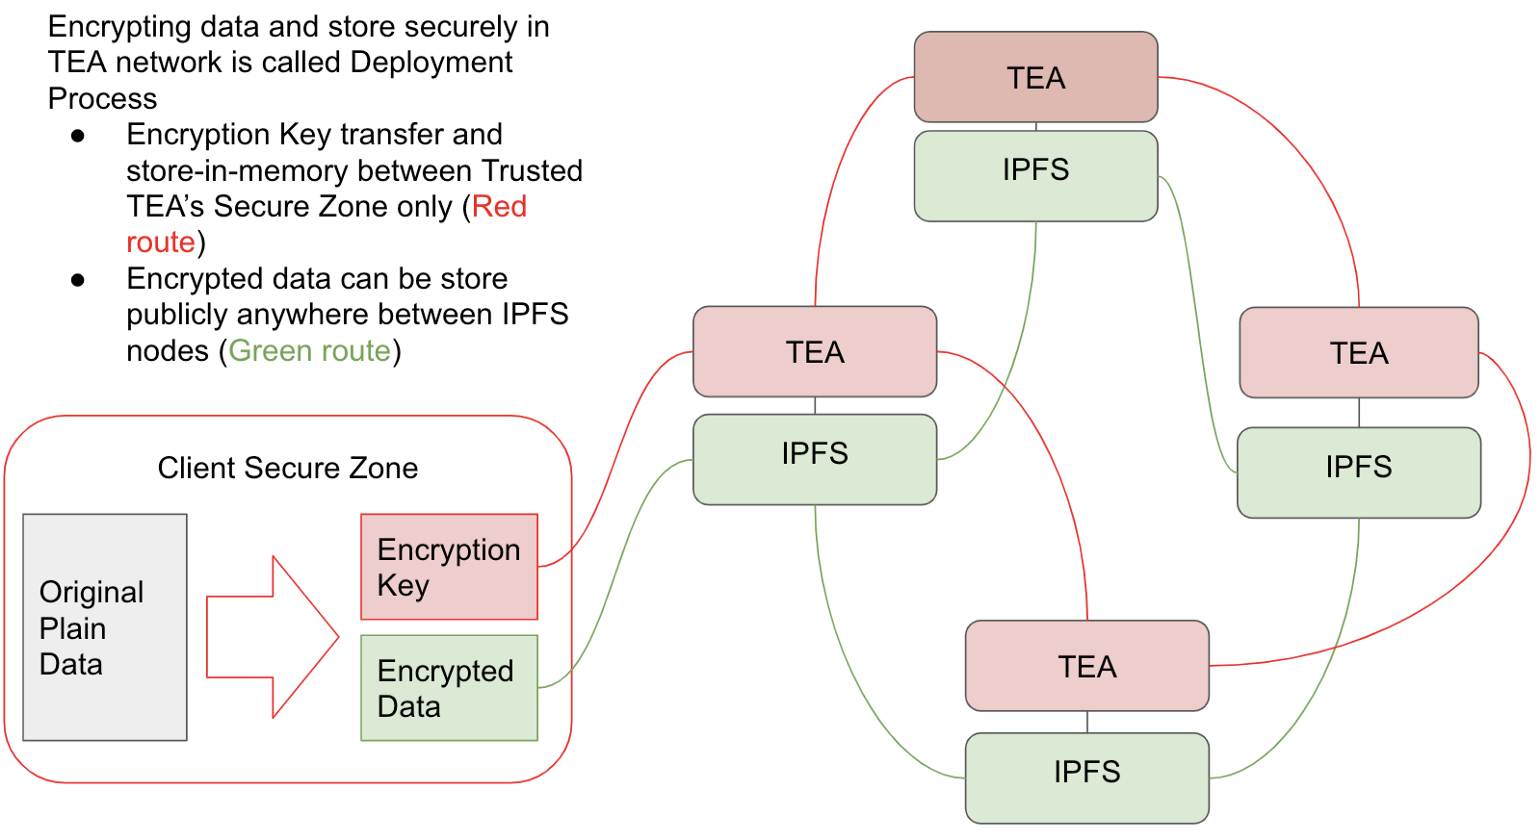 Encrypting data and store securely in
TEA network is called Deployment
Process
● Encryption Key transfer and
store-in-memory between Trusted
TEA’s Secure Zone only (Red
route)
● Encrypted data can be store
publicly anywhere between IPFS
nodes (Green route)
Client Secure Zone
Original
Plain
Data
Encryption
Key
Encrypted
Data
TEA
IPFS
TEA
IPFS
TEA
IPFS
TEA
IPFS